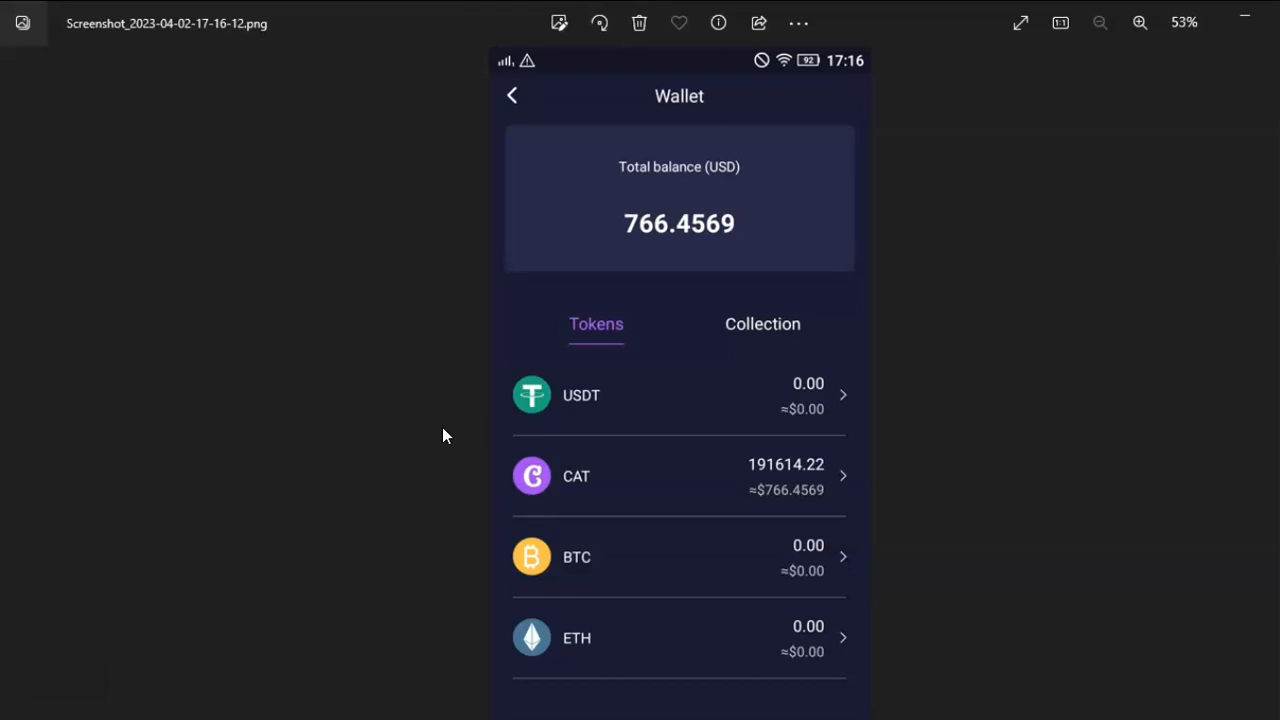 Screenshot_2023-04-02-17-16-12.png
53%
92 17:16
Wallet
Total balance (USD)
766.4569
Tokens Collection
USDT 0.00
≈$0.00
CAT 191614.22
≈$766.4569
BTC 0.00
≈$0.00
ETH 0.00
≈$0.00